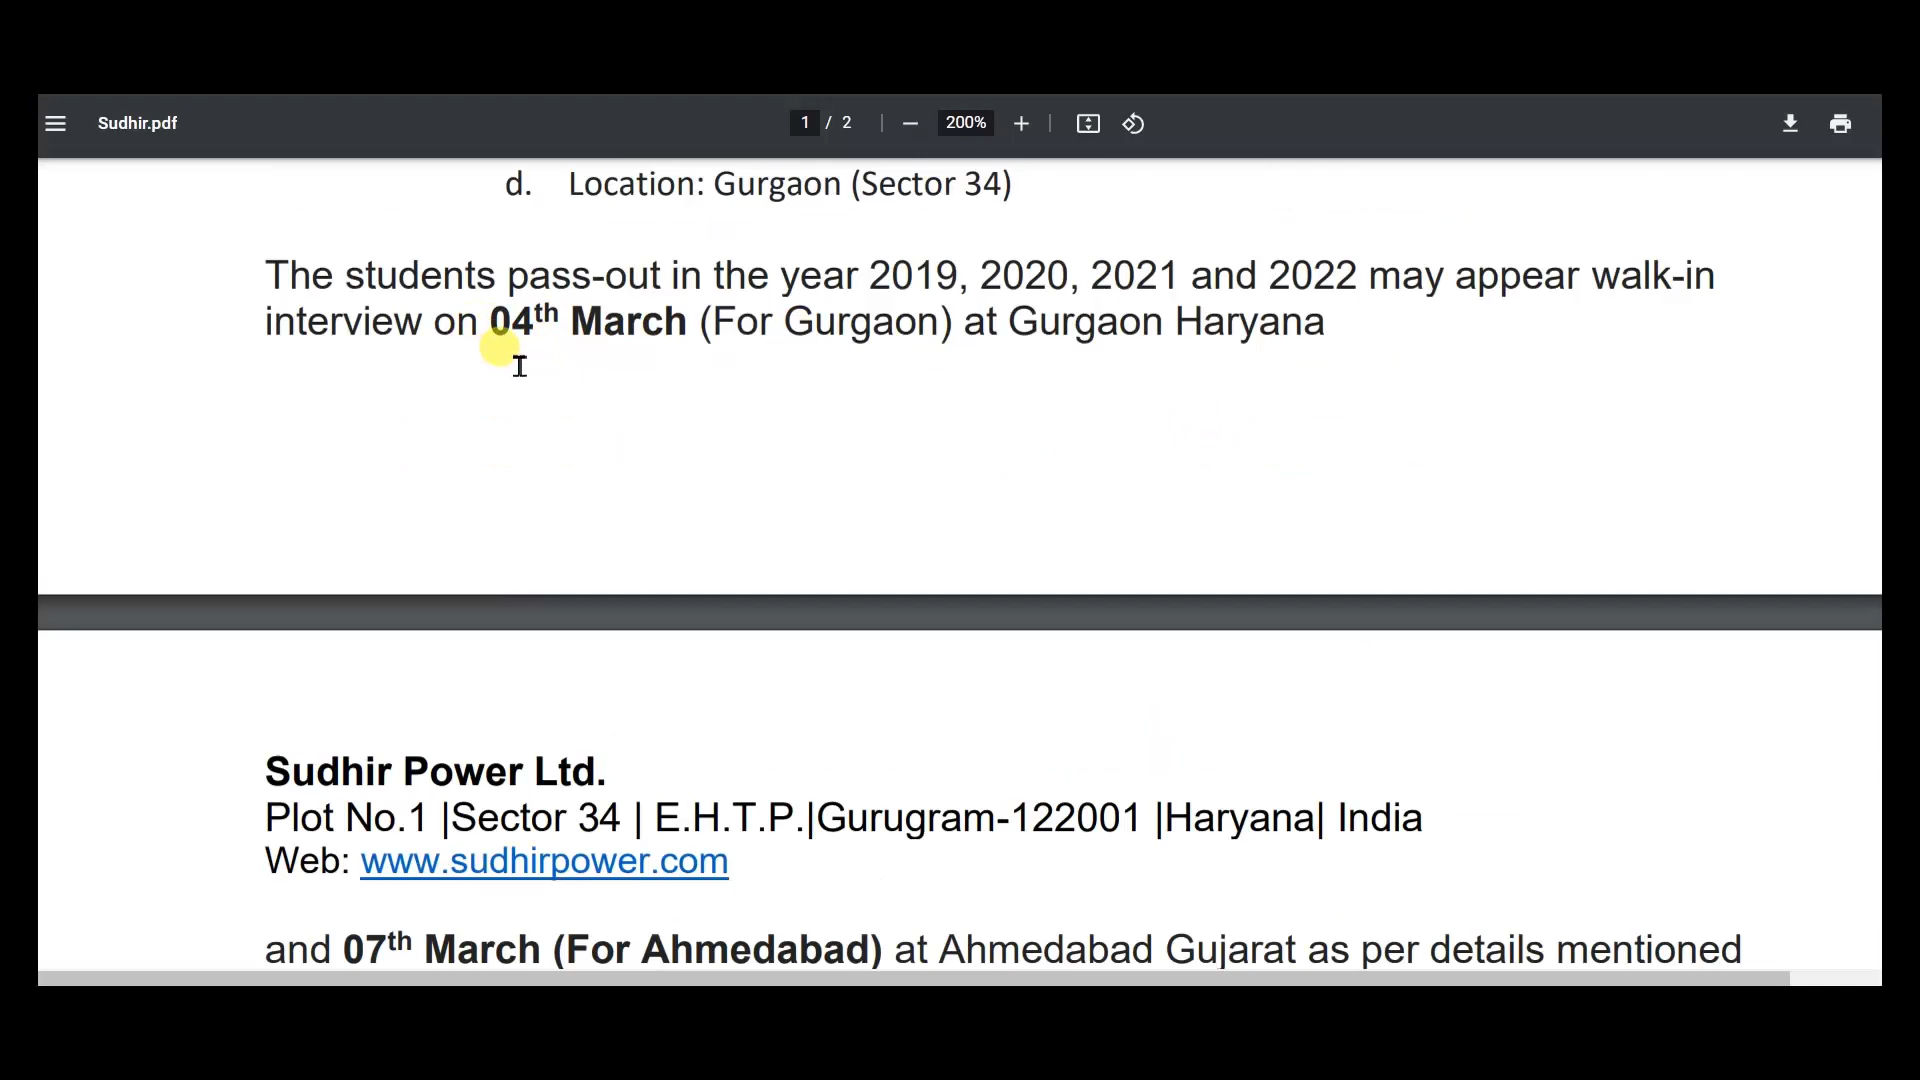 Sudhir.pdf
1 / 2
200%
d. Location: Gurgaon (Sector 34)
The students pass-out in the year 2019, 2020, 2021 and 2022 may appear walk-in
interview on 04th March (For Gurgaon) at Gurgaon Haryana
Sudhir Power Ltd.
Plot No.1 |Sector 34 | E.H.T.P.|Gurugram-122001 |Haryana| India
Web: www.sudhirpower.com
and 07th March (For Ahmedabad) at Ahmedabad Gujarat as per details mentioned